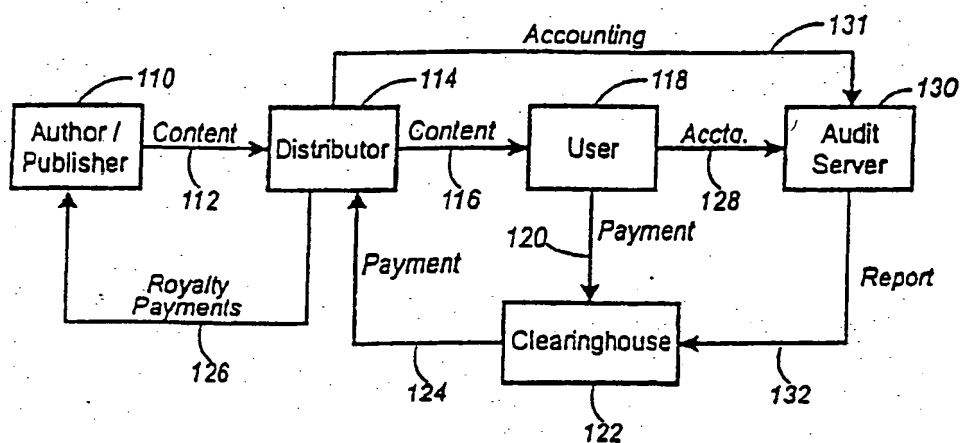 Accounting
131
110
114
118
130
Author /
Publisher
Content
112
Distributor
Content
116
User
Accta.
128
Audit
Server
120
Payment
Payment
Report
Royalty
Payments
126
Clearinghouse
124
132
122